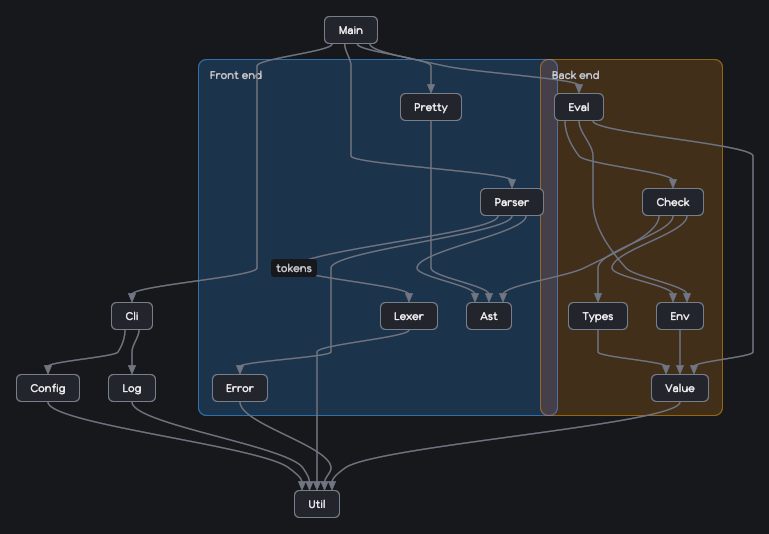 Main
Front end
Back end
Pretty
Eval
Parser
Check
tokens
Cli
Lexer
Ast
Types
Env
Config
Log
Error
Value
Util